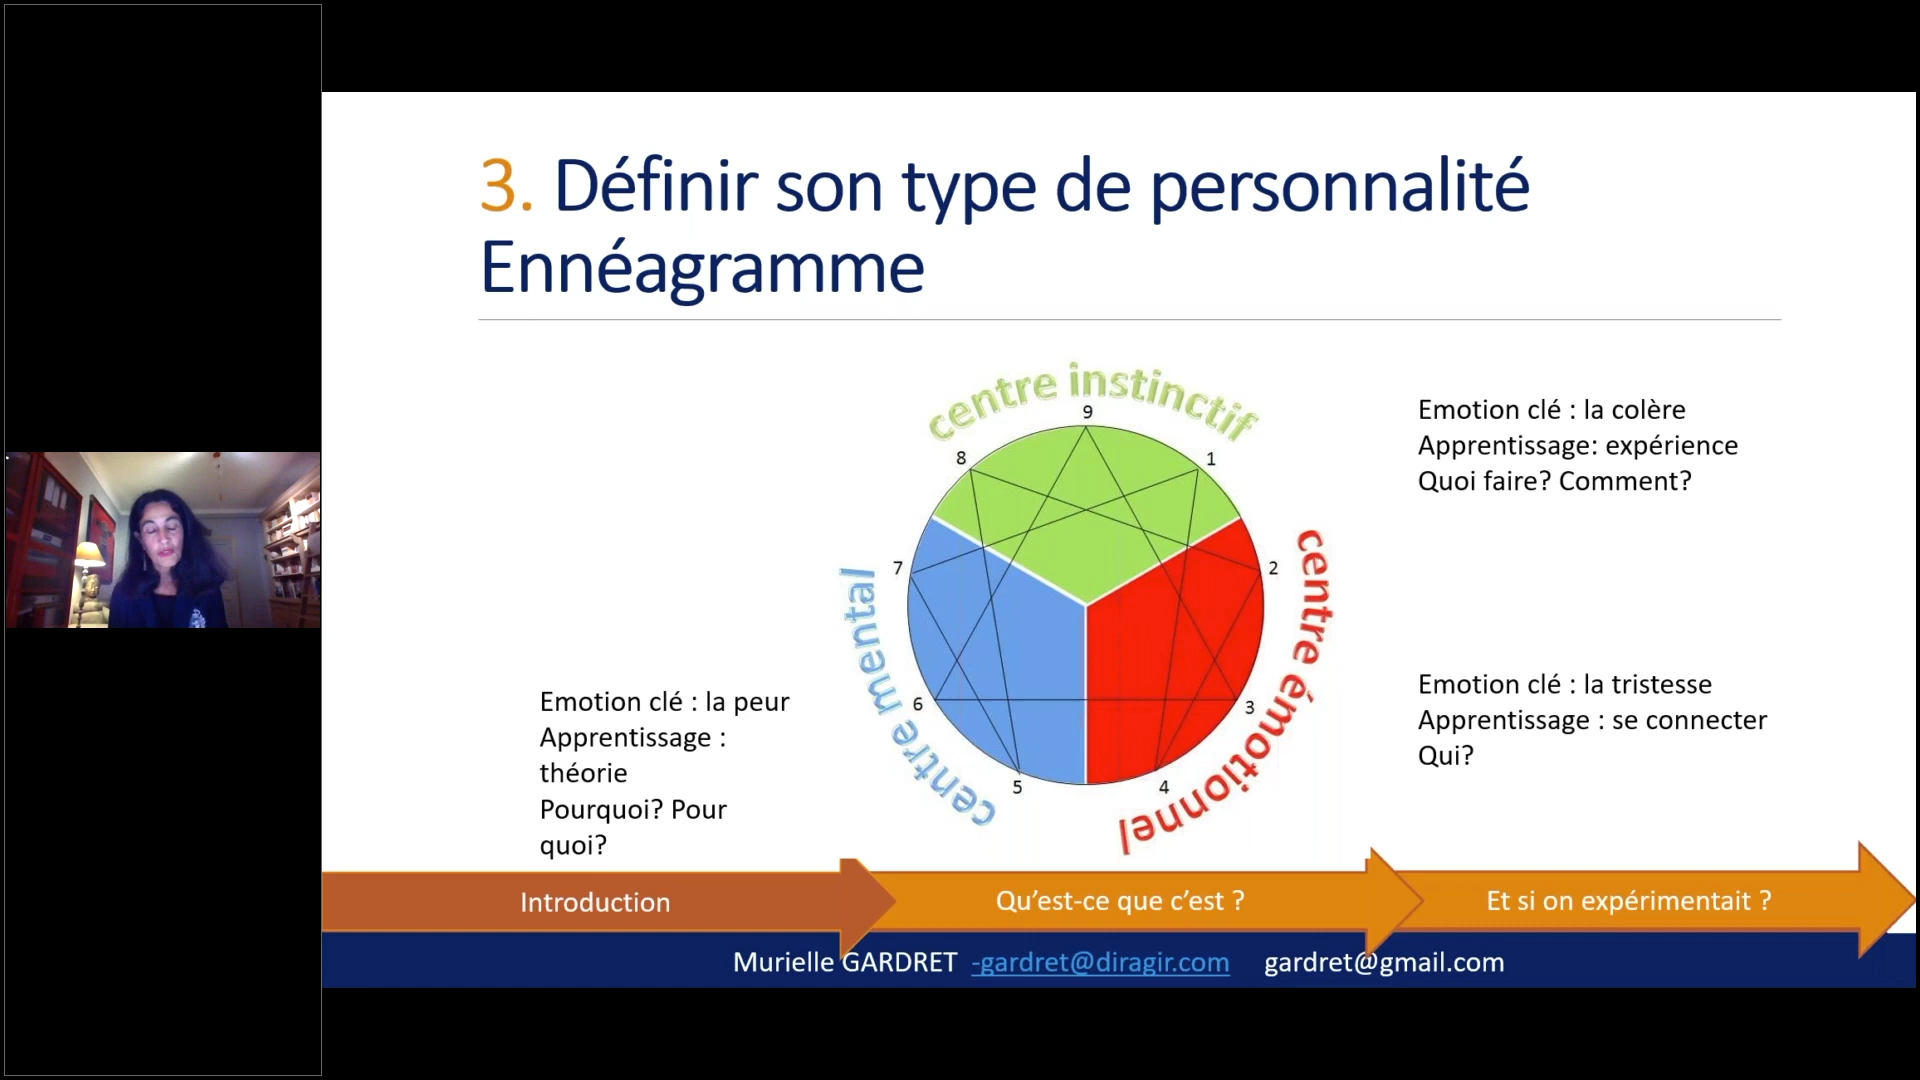 3. Définir son type de personnalité
Ennéagramme
centre instinctif
9
8
1
7
2
6
3
5
4
centre mental
centre émotionnel
Emotion clé : la colère
Apprentissage: expérience
Quoi faire? Comment?
Emotion clé : la tristesse
Apprentissage : se connecter
Qui?
Emotion clé : la peur
Apprentissage :
théorie
Pourquoi? Pour
quoi?
Introduction
Qu’est-ce que c’est ?
Et si on expérimentait ?
Murielle GARDRET -gardret@diragir.com gardret@gmail.com